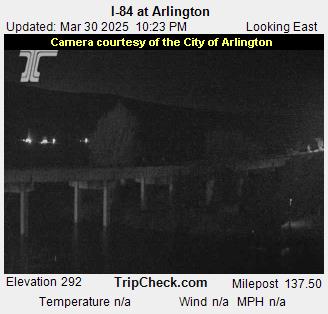 I-84 at Arlington
Updated: Mar 30 2025 10:23 PM Looking East
Camera courtesy of the City of Arlington
Elevation 292 TripCheck.com Milepost 137.50
Temperature n/a Wind n/a MPH n/a